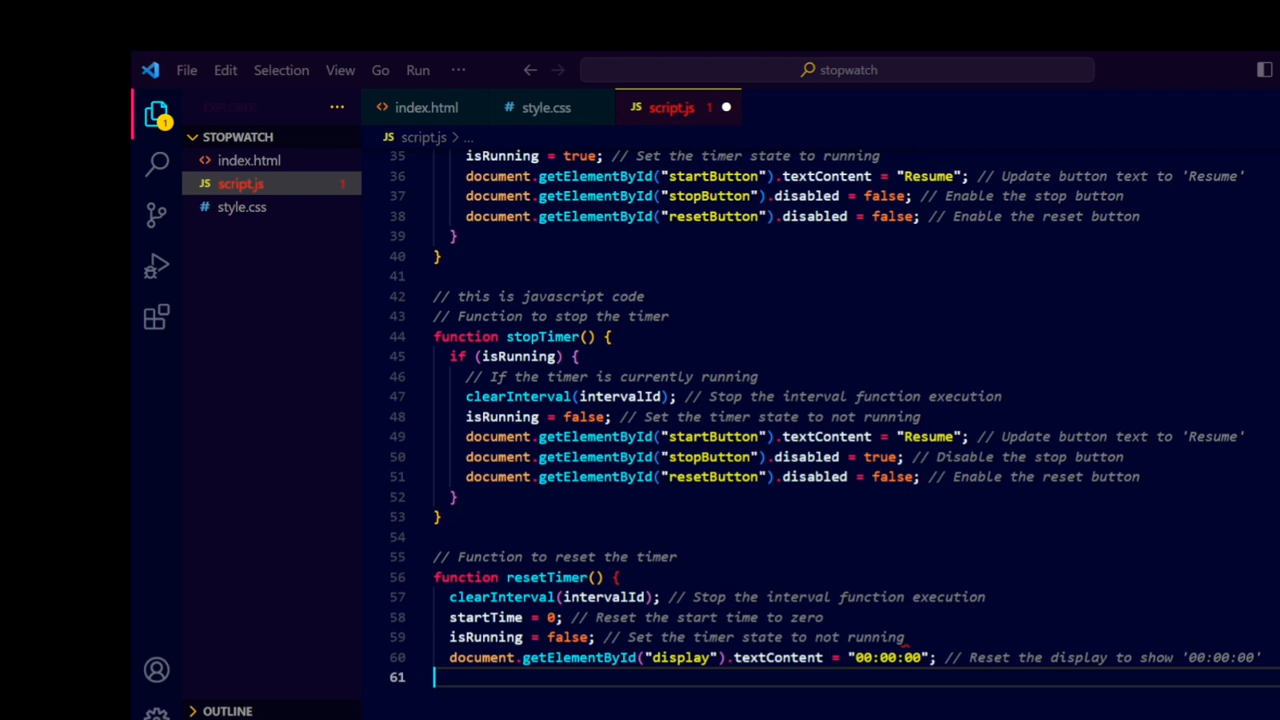 File Edit Selection View Go Run ··· stopwatch
EXPLORER ···
index.html
# style.css
JS script.js 1
1
STOPWATCH
index.html
JS script.js 1
# style.css
OUTLINE
JS script.js > ...
35 isRunning = true; // Set the timer state to running
36 document.getElementById("startButton").textContent = "Resume"; // Update button text to 'Resume'
37 document.getElementById("stopButton").disabled = false; // Enable the stop button
38 document.getElementById("resetButton").disabled = false; // Enable the reset button
39 }
40 }
41
42 // this is javascript code
43 // Function to stop the timer
44 function stopTimer() {
45 if (isRunning) {
46 // If the timer is currently running
47 clearInterval(intervalId); // Stop the interval function execution
48 isRunning = false; // Set the timer state to not running
49 document.getElementById("startButton").textContent = "Resume"; // Update button text to 'Resume'
50 document.getElementById("stopButton").disabled = true; // Disable the stop button
51 document.getElementById("resetButton").disabled = false; // Enable the reset button
52 }
53 }
54
55 // Function to reset the timer
56 function resetTimer() {
57 clearInterval(intervalId); // Stop the interval function execution
58 startTime = 0; // Reset the start time to zero
59 isRunning = false; // Set the timer state to not running
60 document.getElementById("display").textContent = "00:00:00"; // Reset the display to show '00:00:00'
61